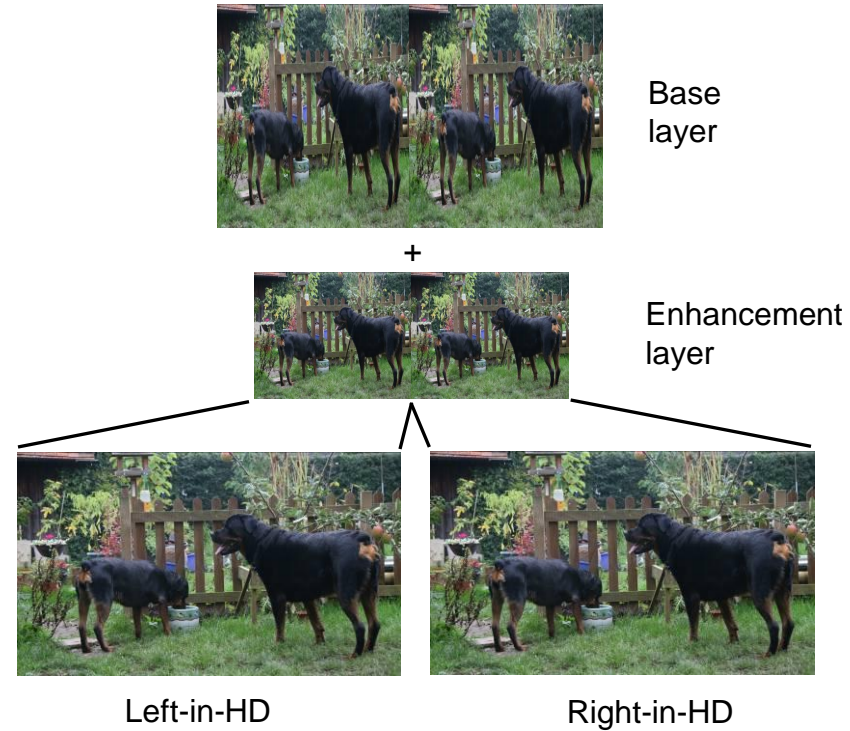 Base
layer
+
Enhancement
layer
Left-in-HD
Right-in-HD